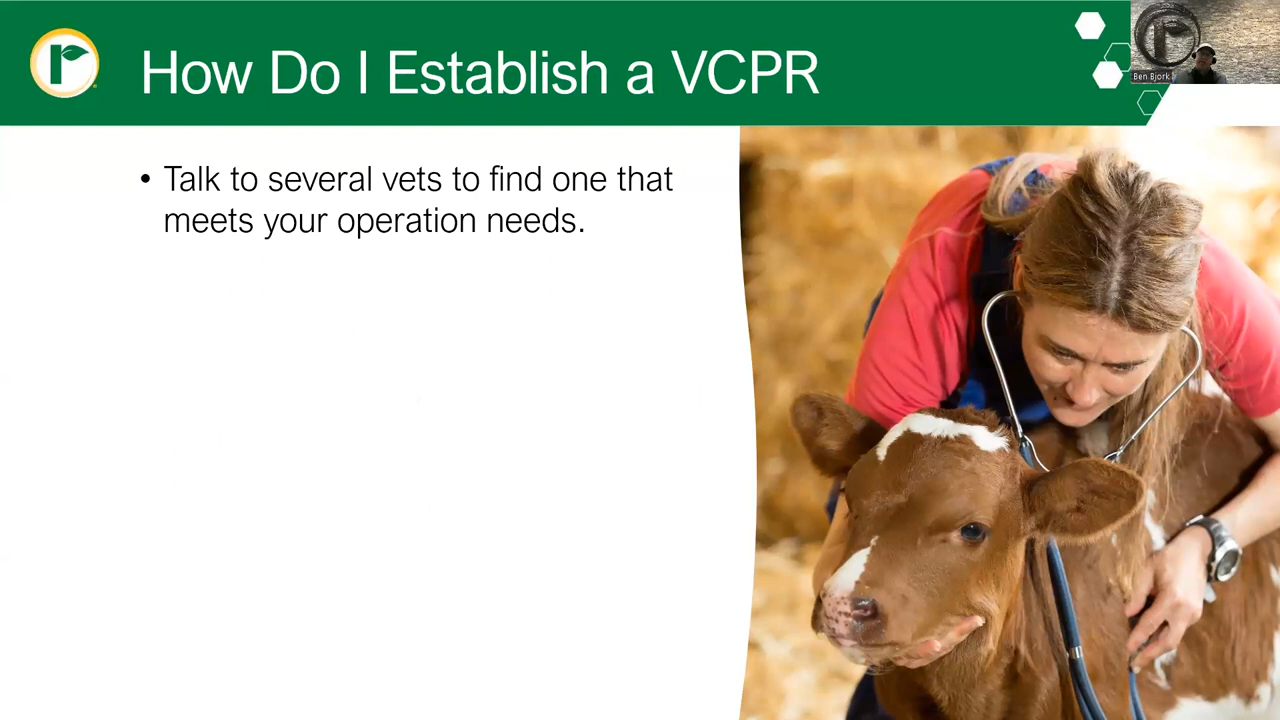 r
How Do I Establish a VCPR
r
Ben Bjork
• Talk to several vets to find one that
meets your operation needs.